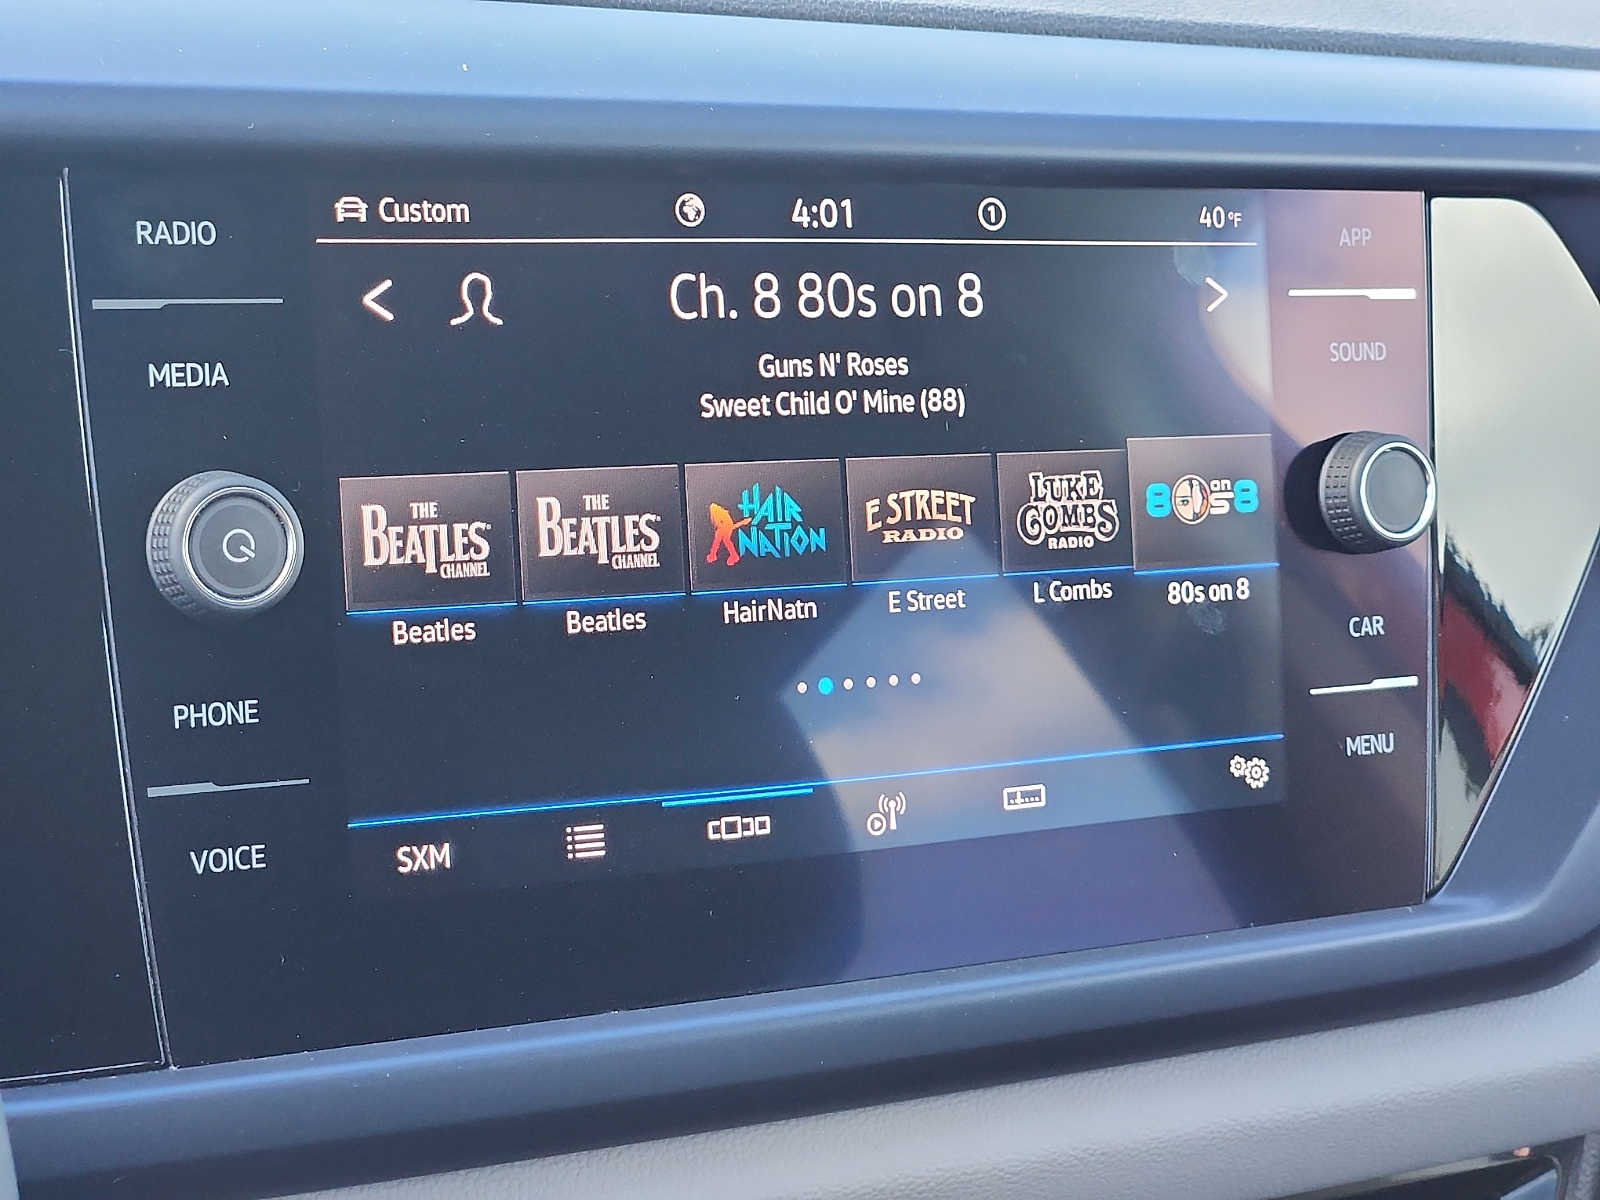 RADIO
MEDIA
PHONE
VOICE
Custom
4:01
1
40°F
Ch. 8 80s on 8
Guns N' Roses
Sweet Child O' Mine (88)
THE
BEATLES
CHANNEL
Beatles
THE
BEATLES
CHANNEL
Beatles
HAIR
NATION
HairNatn
E STREET
RADIO
E Street
LUKE
COMBS
RADIO
L Combs
80s on 8
80s on 8
SXM
APP
SOUND
CAR
MENU